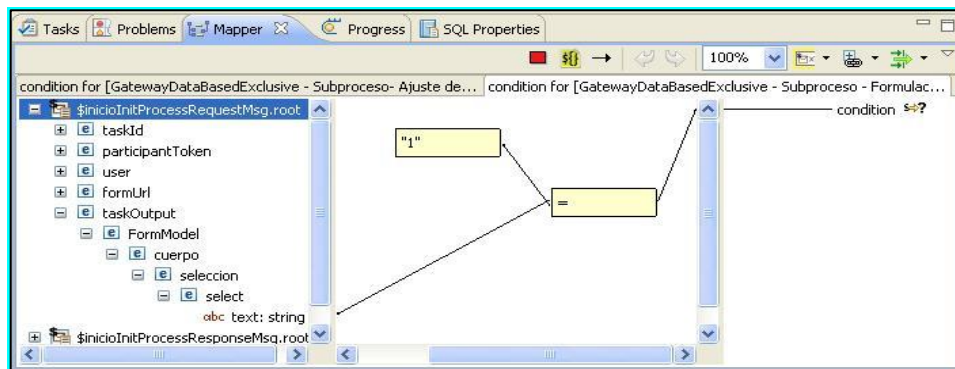 Tasks Problems Mapper Progress SQL Properties
100%
condition for [GatewayDataBasedExclusive - Subproceso- Ajuste de... condition for [GatewayDataBasedExclusive - Subproceso - Formulac...
$inicioInitProcessRequestMsg.root
condition
taskId
participantToken
"1"
user
formUrl
=
taskOutput
FormModel
cuerpo
seleccion
select
abc text: string
$inicioInitProcessResponseMsg.root